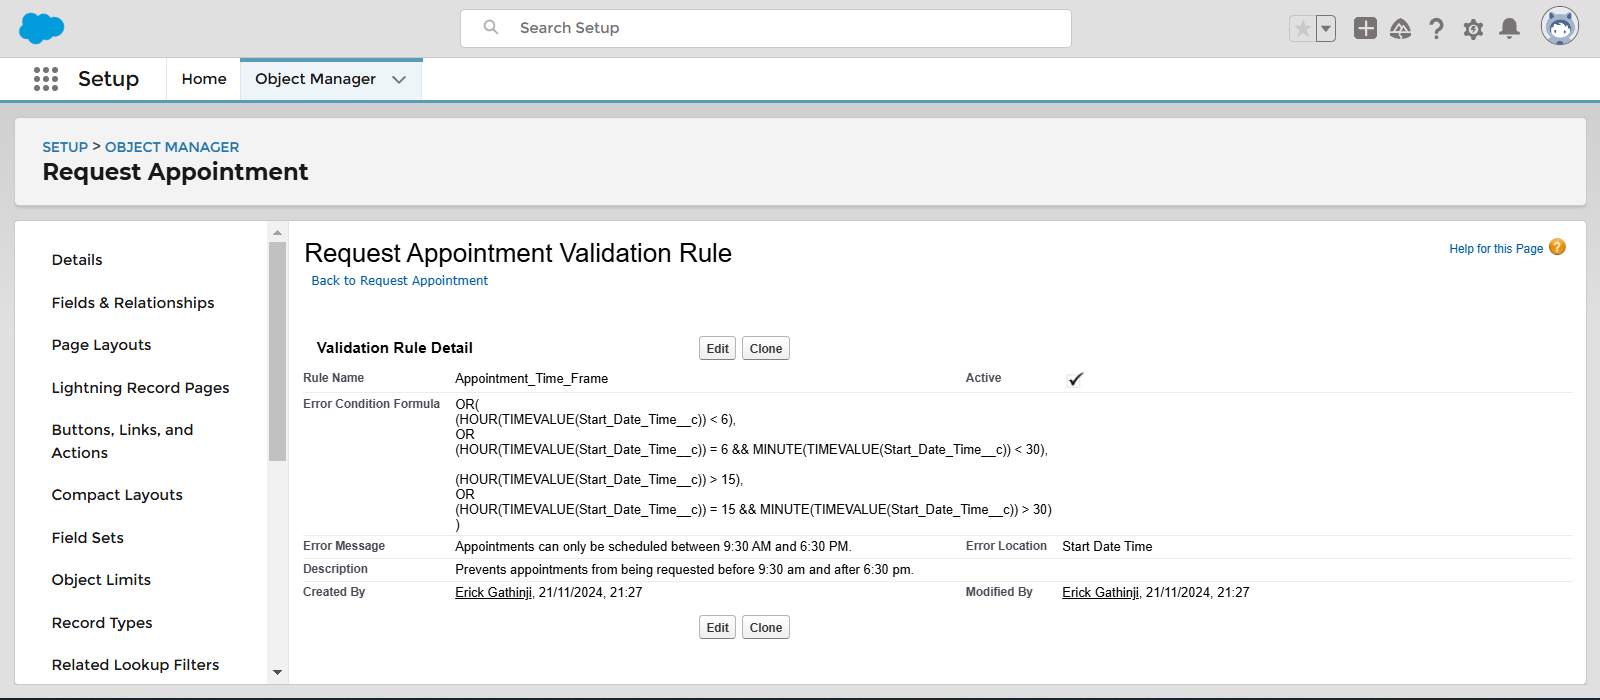 Search Setup
Setup
Home
Object Manager
SETUP > OBJECT MANAGER
Request Appointment
Details
Fields & Relationships
Page Layouts
Lightning Record Pages
Buttons, Links, and
Actions
Compact Layouts
Field Sets
Object Limits
Record Types
Related Lookup Filters
Request Appointment Validation Rule
Help for this Page ?
Back to Request Appointment
Validation Rule Detail
Edit Clone
Rule Name Appointment_Time_Frame Active
Error Condition Formula OR(
(HOUR(TIMEVALUE(Start_Date_Time__c)) < 6),
OR
(HOUR(TIMEVALUE(Start_Date_Time__c)) = 6 && MINUTE(TIMEVALUE(Start_Date_Time__c)) < 30),
(HOUR(TIMEVALUE(Start_Date_Time__c)) > 15),
OR
(HOUR(TIMEVALUE(Start_Date_Time__c)) = 15 && MINUTE(TIMEVALUE(Start_Date_Time__c)) > 30)
)
Error Message Appointments can only be scheduled between 9:30 AM and 6:30 PM. Error Location Start Date Time
Description Prevents appointments from being requested before 9:30 am and after 6:30 pm.
Created By Erick Gathinji, 21/11/2024, 21:27 Modified By Erick Gathinji, 21/11/2024, 21:27
Edit Clone